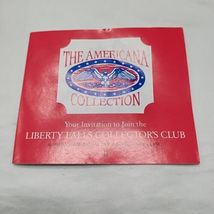 THE AMERICANA
COLLECTION
Your Invitation to Join the
LIBERTY FALLS COLLECTOR'S CLUB